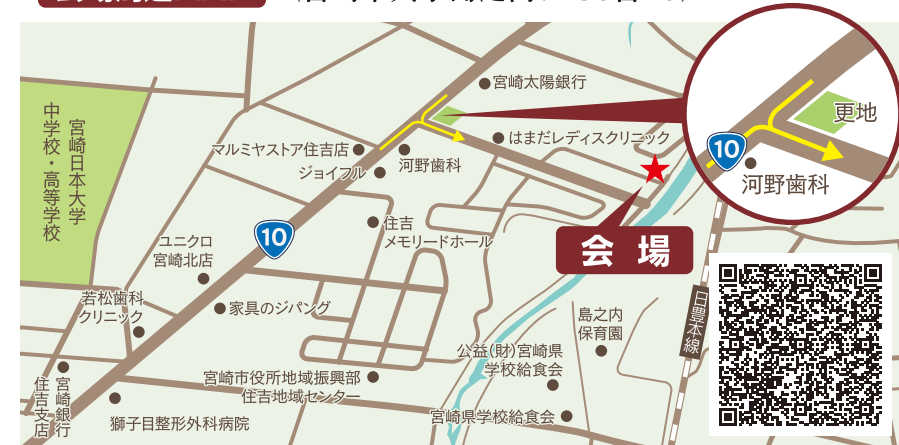 宮崎太陽銀行
はまだレディスクリニック
マルミヤストア住吉店
ジョイフル
河野歯科
更地
10
河野歯科
宮崎日本大学
中学校・高等学校
住吉
メモリードホール
会 場
10
ユニクロ
宮崎北店
家具のジパング
若松歯科
クリニック
日豊本線
島之内
保育園
公益(財)宮崎県
学校給食会
宮崎市役所地域振興部
住吉地域センター
宮崎銀行
住吉支店
獅子目整形外科病院
宮崎県学校給食会